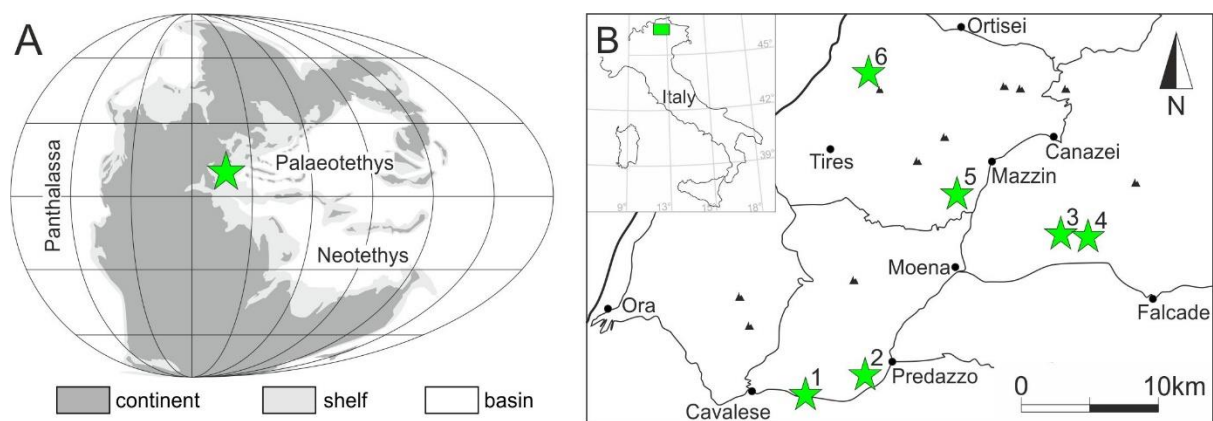 A
Panthalassa
Palaeotethys
Neotethys
continent
shelf
basin
B
Italy
45°
42°
39°
9°
13°
15°
18°
Ortisei
6
N
Tires
Canazei
Mazzin
5
3
4
Moena
Ora
Falcade
2
1
Predazzo
Cavalese
0
10km